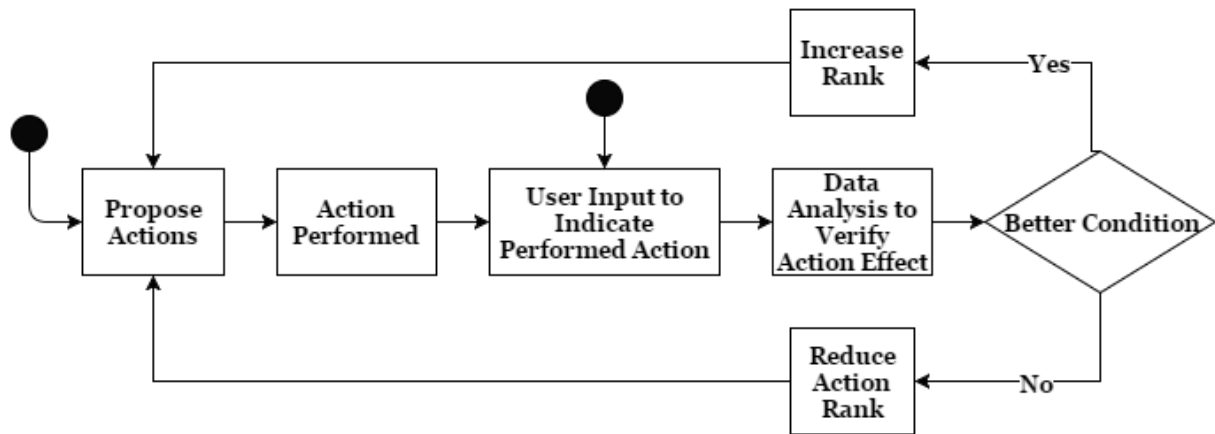 Increase
Rank
Yes
Propose
Actions
Action
Performed
User Input to
Indicate
Performed Action
Data
Analysis to
Verify
Action Effect
Better Condition
Reduce
Action
Rank
No